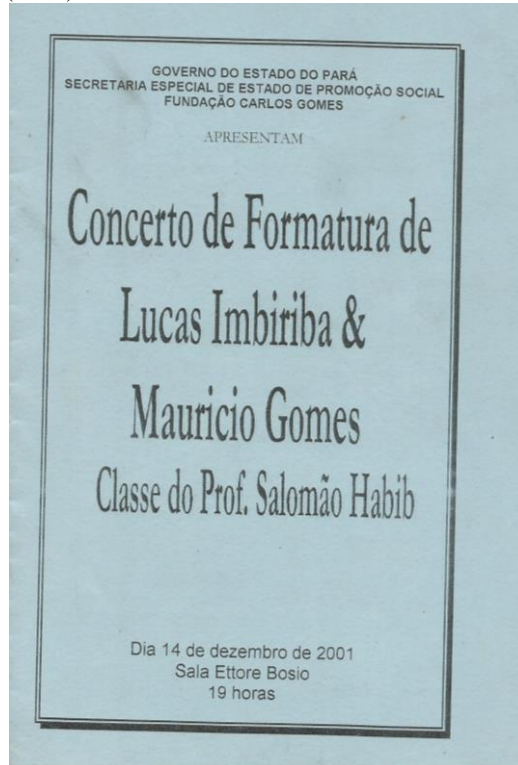 GOVERNO DO ESTADO DO PARÁ
SECRETARIA ESPECIAL DE ESTADO DE PROMOÇÃO SOCIAL
FUNDAÇÃO CARLOS GOMES
APRESENTAM
Concerto de Formatura de
Lucas Imbiriba &
Mauricio Gomes
Classe do Prof. Salomão Habib
Dia 14 de dezembro de 2001
Sala Ettore Bosio
19 horas